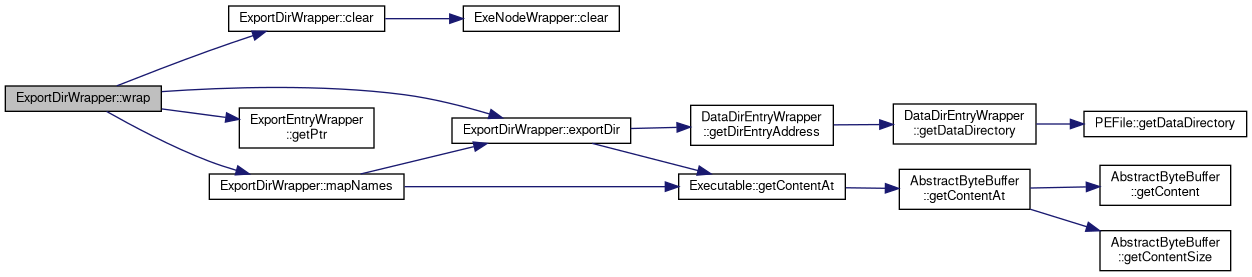 ExportDirWrapper::clear
ExeNodeWrapper::clear
ExportDirWrapper::wrap
ExportEntryWrapper
::getPtr
ExportDirWrapper::exportDir
DataDirEntryWrapper
::getDirEntryAddress
DataDirEntryWrapper
::getDataDirectory
PEFile::getDataDirectory
ExportDirWrapper::mapNames
Executable::getContentAt
AbstractByteBuffer
::getContentAt
AbstractByteBuffer
::getContent
AbstractByteBuffer
::getContentSize